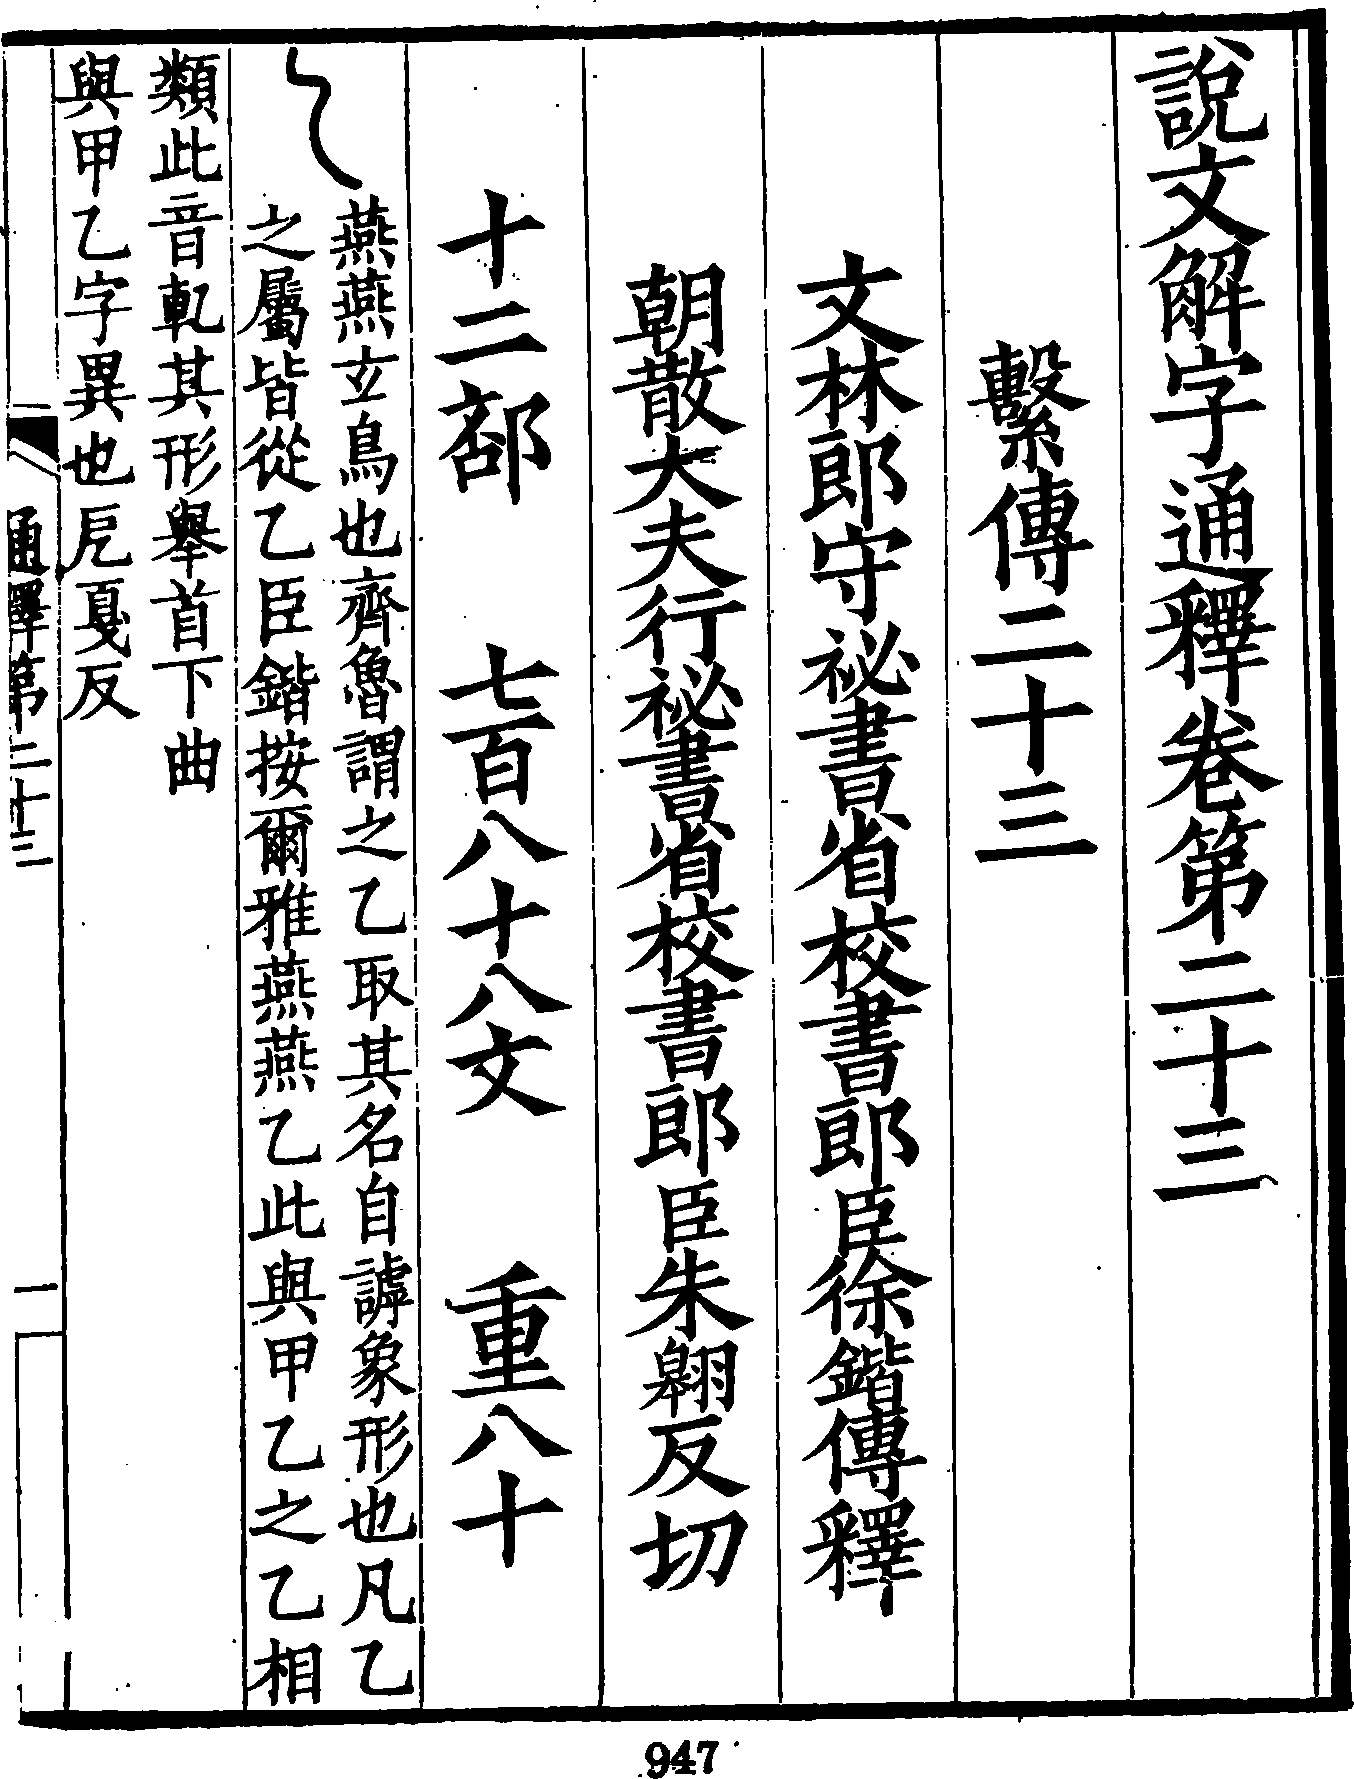 說文解字通釋卷第二十三
繫傳二十三
文林郎守祕書省校書郎臣徐鍇傳釋
朝散大夫行祕書省校書郎臣朱翱反切
十二部 七百八十八文 重八十
燕燕玄鳥也齊魯謂之乙取其名自謼象形也凡乙
之屬皆從乙臣鍇按爾雅燕燕乙此與甲乙之乙相
類此音軋其形舉首下曲
與甲乙字異也戹戛反
通釋第二十三
一
947